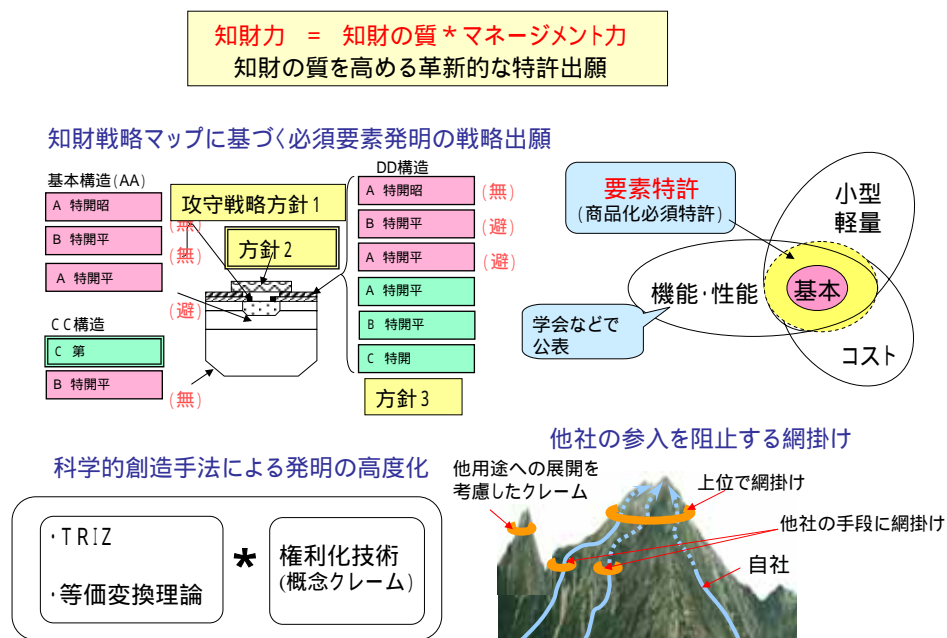 知財力 = 知財の質*マネージメント力
知財の質を高める革新的な特許出願
知財戦略マップに基づく必須要素発明の戦略出願
基本構造(AA)
A 特開昭
(無)
B 特開平
(無)
A 特開平
(避)
CC構造
C 第
B 特開平
(無)
攻守戦略方針1
方針2
DD構造
A 特開昭
(無)
B 特開平
(避)
A 特開平
(避)
A 特開平
B 特開平
C 特開
方針3
要素特許
(商品化必須特許)
小型
軽量
機能・性能
基本
コスト
学会などで
公表
科学的創造手法による発明の高度化
・TRIZ
・等価変換理論
*
権利化技術
(概念クレーム)
他社の参入を阻止する網掛け
他用途への展開を
考慮したクレーム
上位で網掛け
他社の手段に網掛け
自社